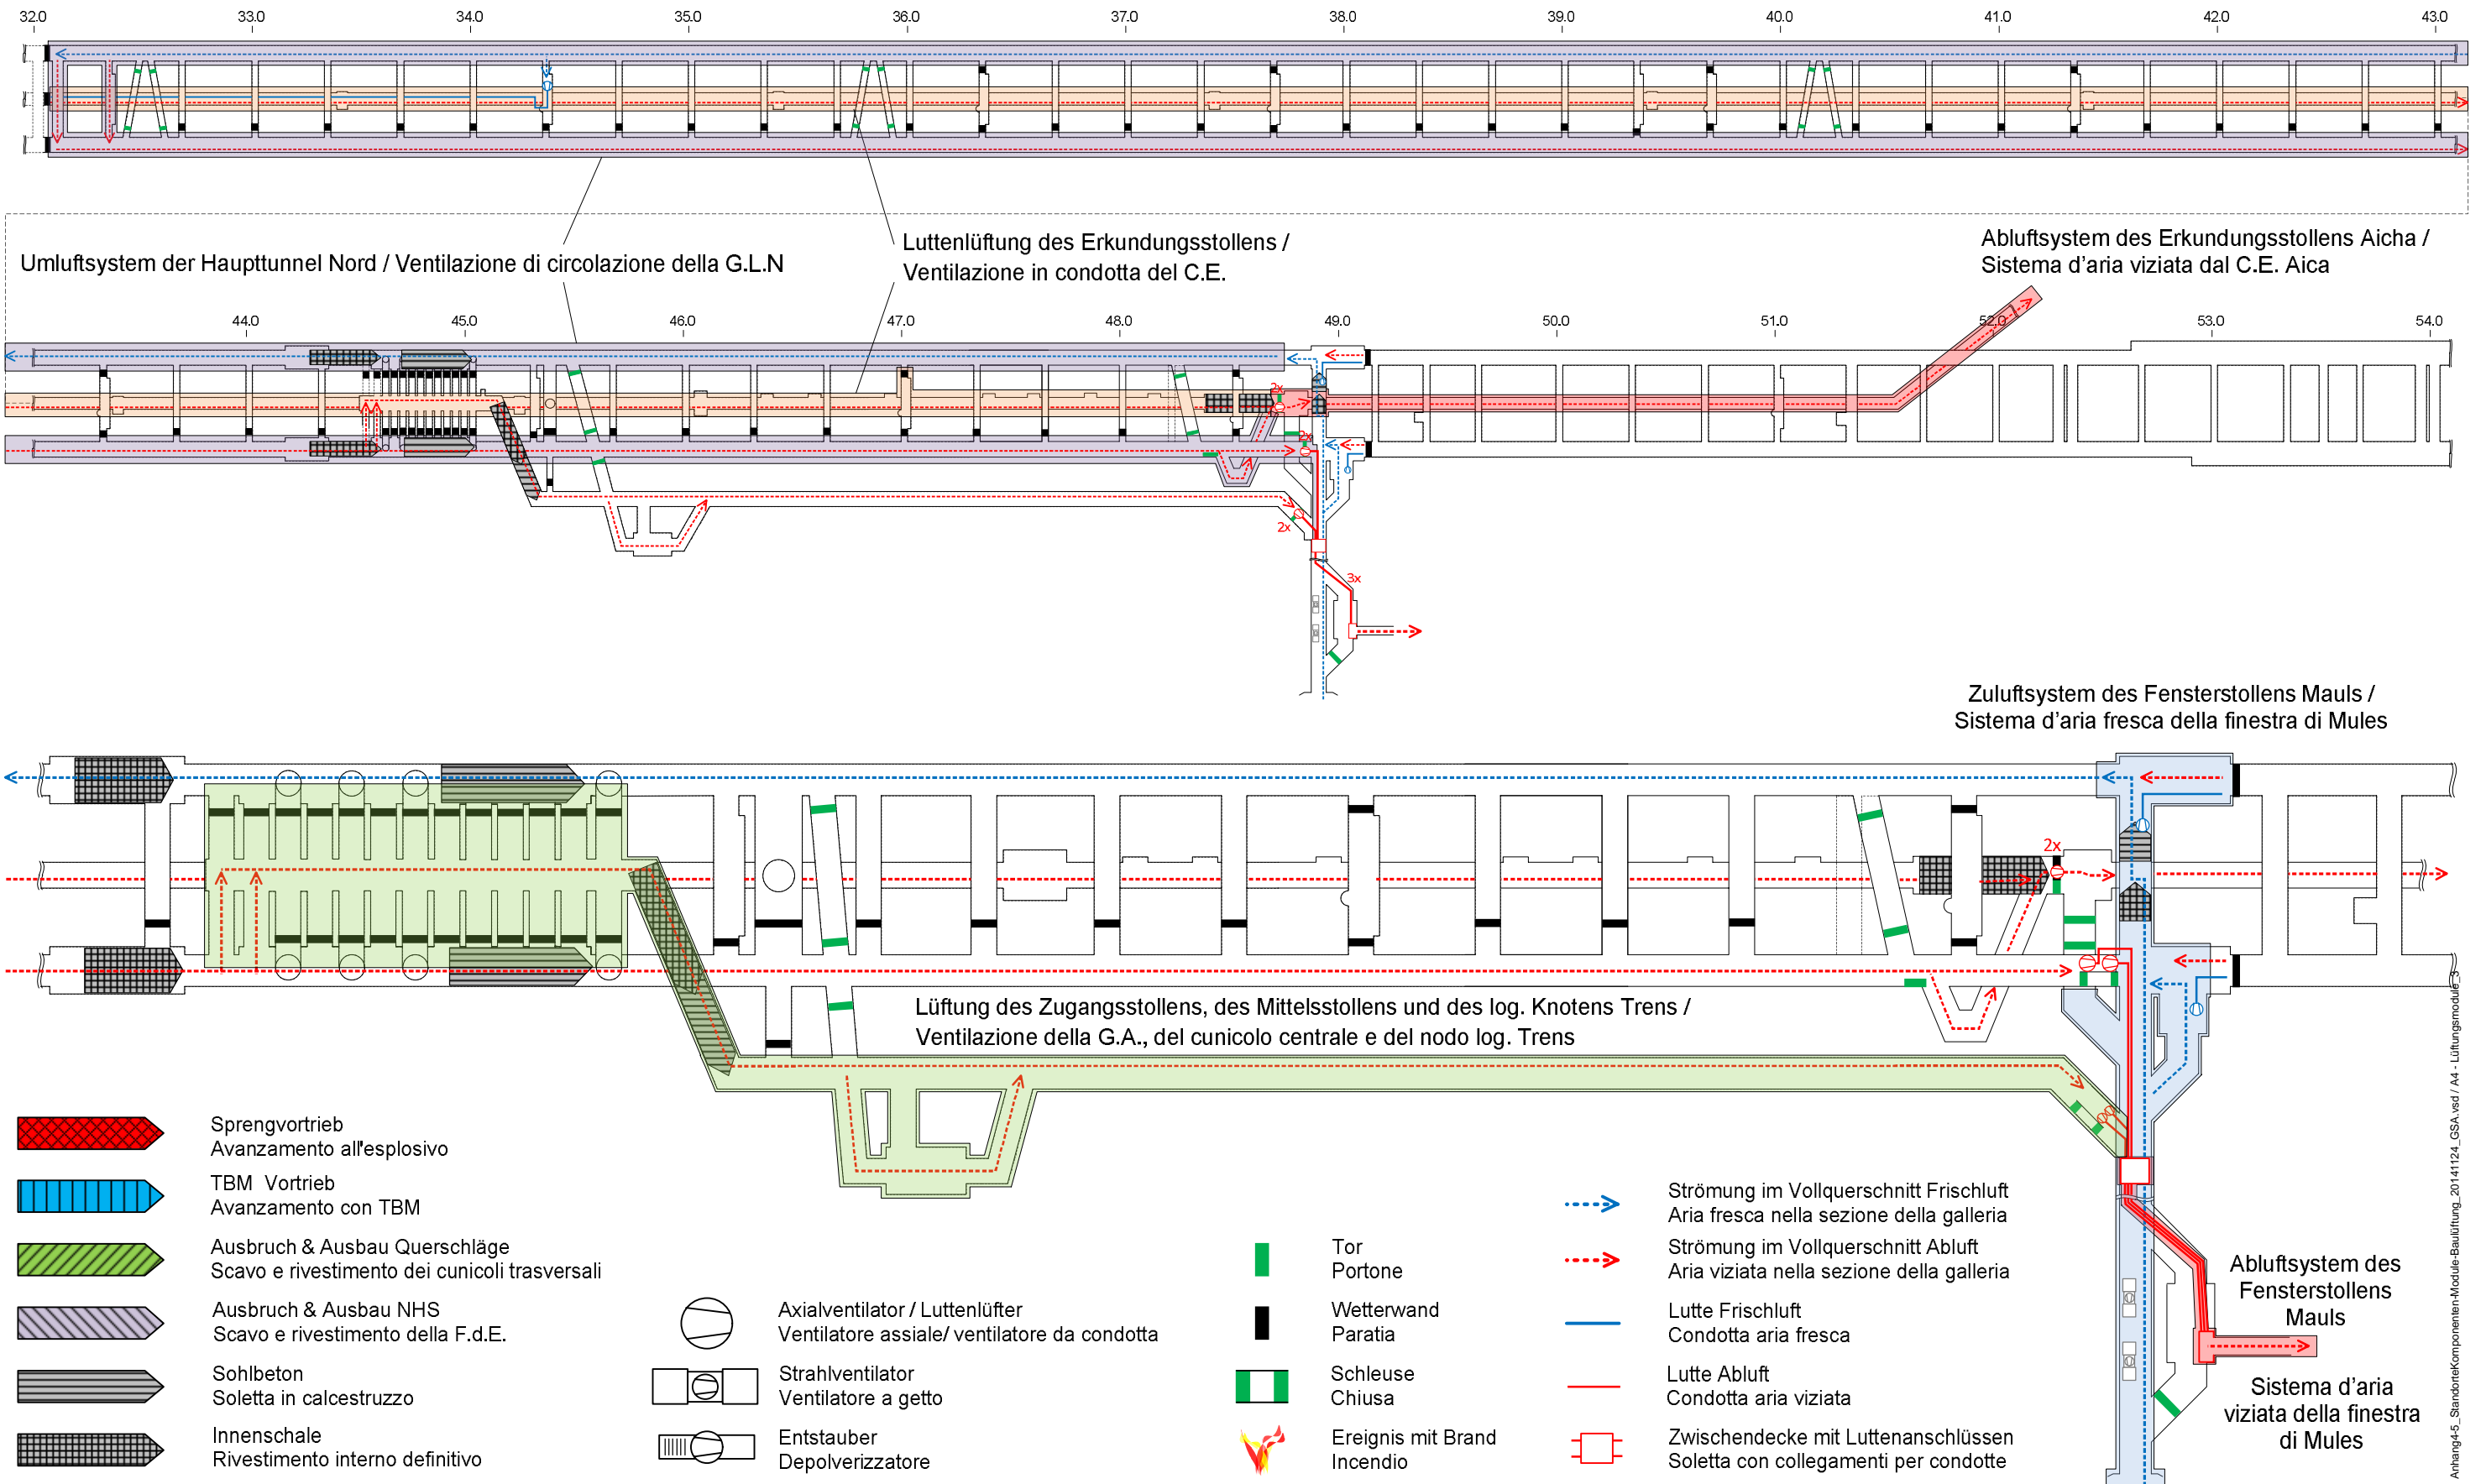 32.0 33.0 34.0 35.0 36.0 37.0 38.0 39.0 40.0 41.0 42.0 43.0
Umluftsystem der Haupttunnel Nord / Ventilazione di circolazione della G.L.N
Luttenlüftung des Erkundungsstollens /
Ventilazione in condotta del C.E.
Abluftsystem des Erkundungsstollens Aicha /
Sistema d'aria viziata dal C.E. Aica
44.0 45.0 46.0 47.0 48.0 49.0 50.0 51.0 52.0 53.0 54.0
2x
2x
2x
3x
Zuluftsystem des Fensterstollens Mauls /
Sistema d'aria fresca della finestra di Mules
2x
Lüftung des Zugangsstollens, des Mittelsstollens und des log. Knotens Trens /
Ventilazione della G.A., del cunicolo centrale e del nodo log. Trens
Sprengvortrieb
Avanzamento all'esplosivo
TBM Vortrieb
Avanzamento con TBM
Ausbruch & Ausbau Querschläge
Scavo e rivestimento dei cunicoli trasversali
Ausbruch & Ausbau NHS
Scavo e rivestimento della F.d.E.
Sohlbeton
Soletta in calcestruzzo
Innenschale
Rivestimento interno definitivo
Axialventilator / Luttenlüfter
Ventilatore assiale/ ventilatore da condotta
Strahlventilator
Ventilatore a getto
Entstauber
Depolverizzatore
Tor
Portone
Wetterwand
Paratia
Schleuse
Chiusa
Ereignis mit Brand
Incendio
Strömung im Vollquerschnitt Frischluft
Aria fresca nella sezione della galleria
Strömung im Vollquerschnitt Abluft
Aria viziata nella sezione della galleria
Lutte Frischluft
Condotta aria fresca
Lutte Abluft
Condotta aria viziata
Zwischendecke mit Luttenanschlüssen
Soletta con collegamenti per condotte
Abluftsystem des
Fensterstollens
Mauls
Sistema d'aria
viziata della finestra
di Mules
Anhang4-5_StandorteKomponenten-Module-Baulüftung_20141124_GSA.vsd / A4 - Lüftungsmodule_3